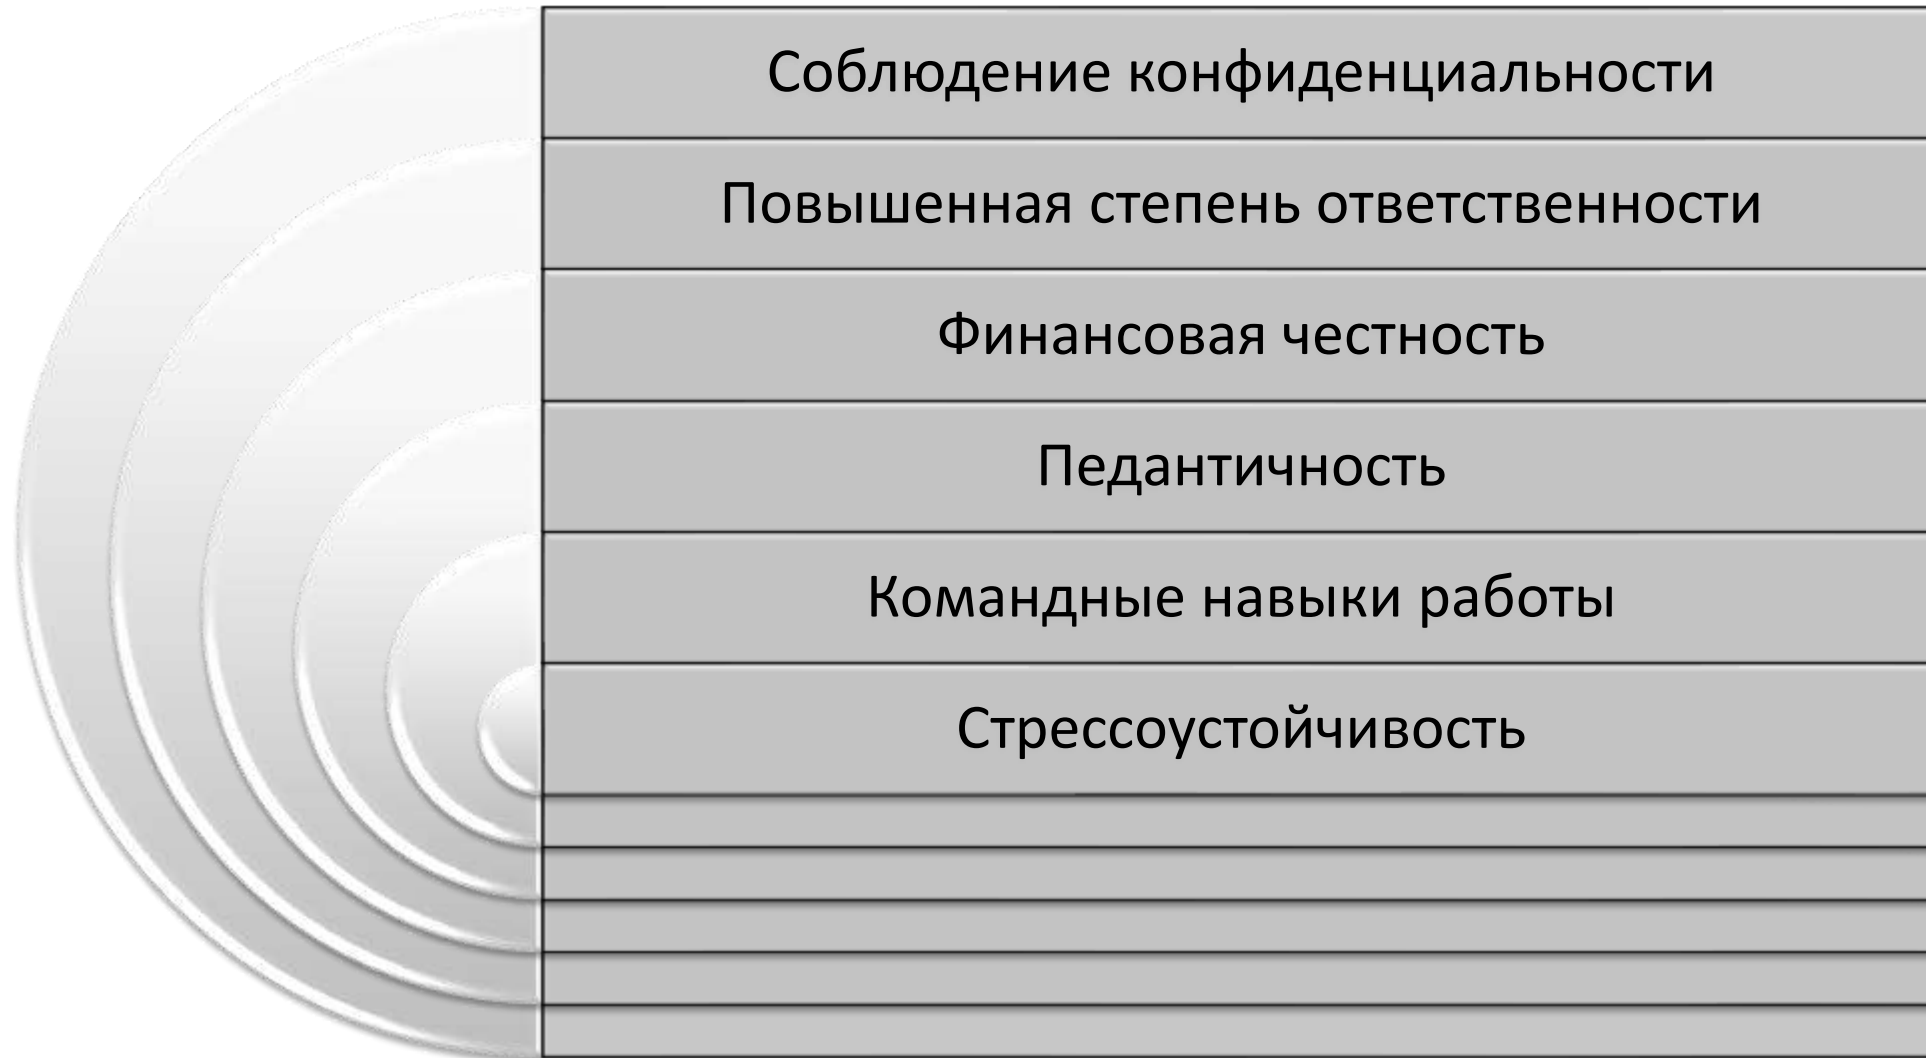 Соблюдение конфиденциальности
Повышенная степень ответственности
Финансовая честность
Педантичность
Командные навыки работы
Стрессоустойчивость